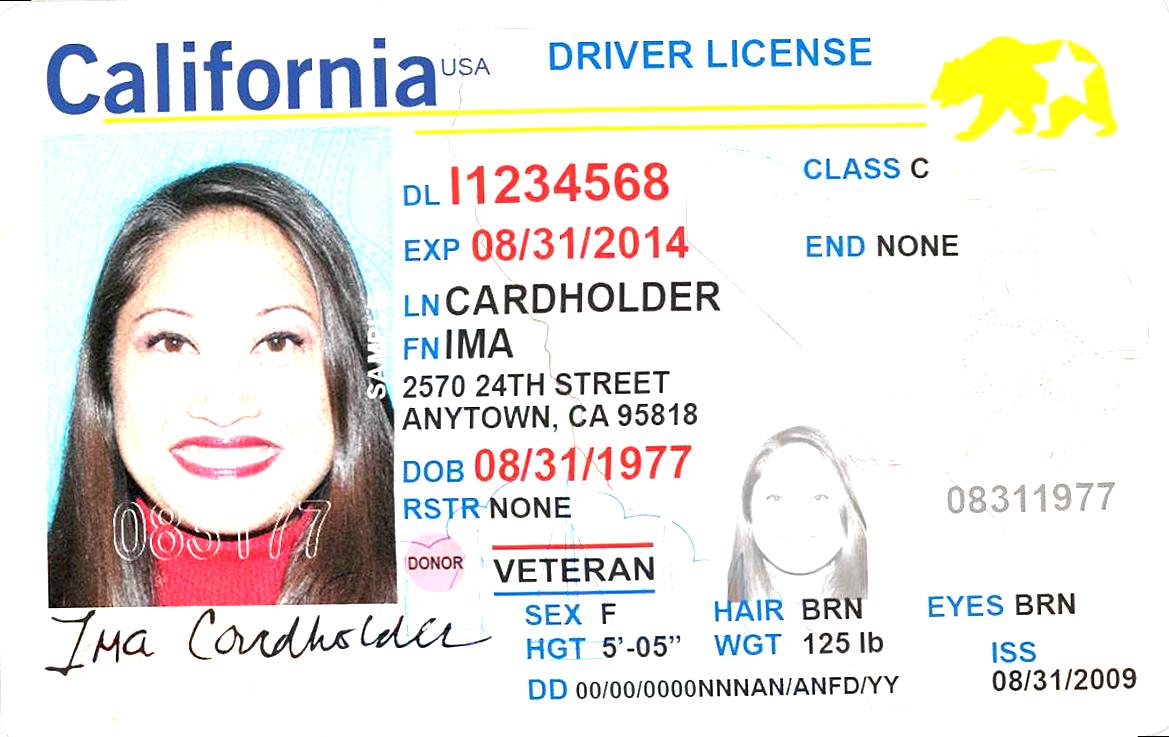 California USA DRIVER LICENSE
DL I1234568 CLASS C
EXP 08/31/2014 END NONE
LN CARDHOLDER
FN IMA
2570 24TH STREET
ANYTOWN, CA 95818
DOB 08/31/1977
RSTR NONE
08311977
DONOR VETERAN
SAMPLE
083177
SEX F HAIR BRN EYES BRN
HGT 5'-05" WGT 125 lb
ISS
DD 00/00/0000NNNAN/ANFD/YY 08/31/2009
Ima Cardholder